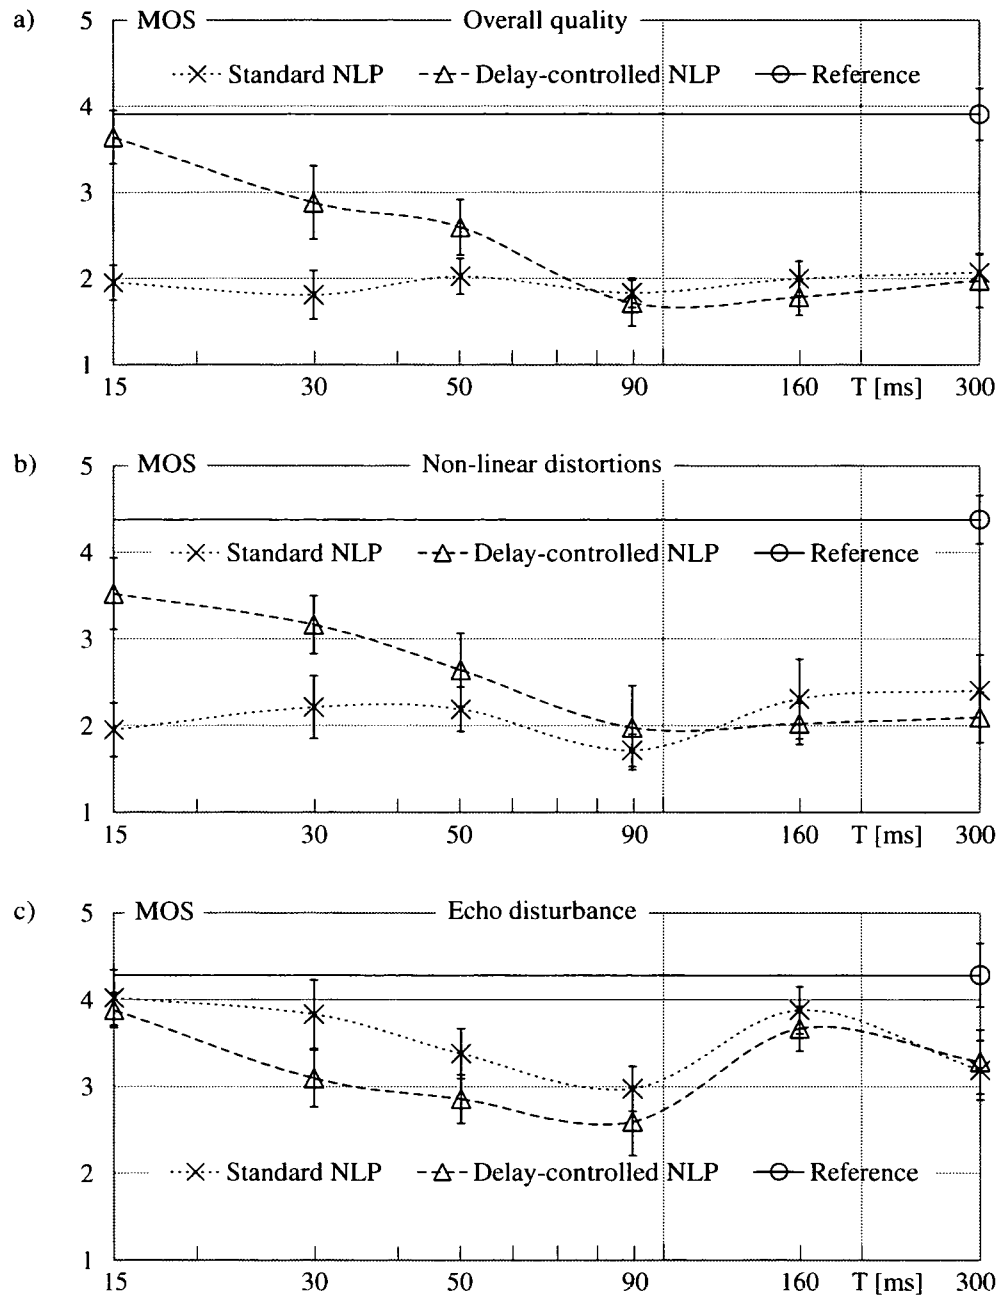 a) 5 MOS Overall quality
Standard NLP Delay-controlled NLP Reference
4
3
2
1
15 30 50 90 160 T [ms] 300
b) 5 MOS Non-linear distortions
Standard NLP Delay-controlled NLP Reference
4
3
2
1
15 30 50 90 160 T [ms] 300
c) 5 MOS Echo disturbance
4
3
2
Standard NLP Delay-controlled NLP Reference
1
15 30 50 90 160 T [ms] 300